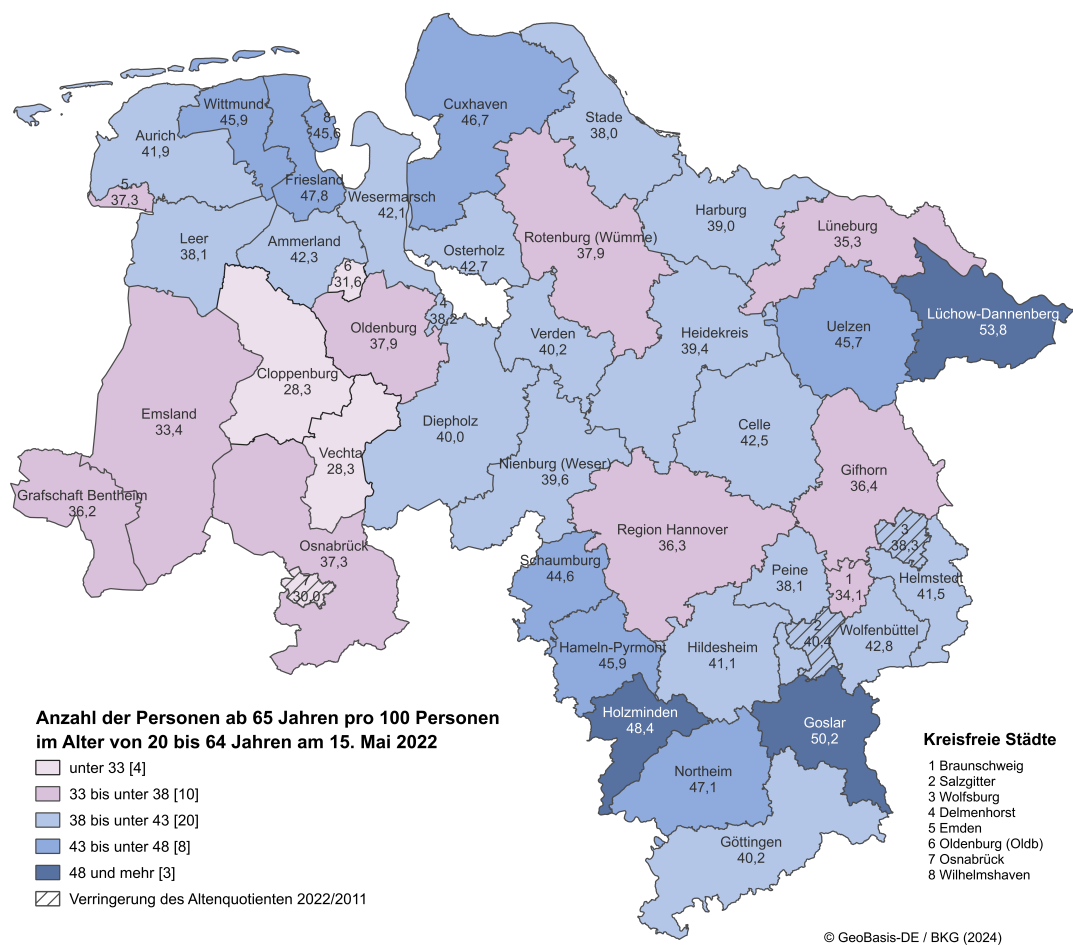 Cuxhaven
46,7
Wittmund
45,9
Stade
38,0
8
45,6
Aurich
41,9
Friesland
47,8
5
37,3
Wesermarsch
42,1
Harburg
39,0
Lüneburg
35,3
Leer
38,1
Ammerland
42,3
Osterholz
42,7
Rotenburg (Wümme)
37,9
6
31,6
4
38,2
Lüchow-Dannenberg
53,8
Oldenburg
37,9
Verden
40,2
Heidekreis
39,4
Uelzen
45,7
Cloppenburg
28,3
Emsland
33,4
Diepholz
40,0
Celle
42,5
Vechta
28,3
Nienburg (Weser)
39,6
Gifhorn
36,4
Grafschaft Bentheim
36,2
Region Hannover
36,3
3
38,3
Osnabrück
37,3
Schaumburg
44,6
Peine
38,1
1
34,1
Helmstedt
41,5
7
30,0
2
40,4
Wolfenbüttel
42,8
Hameln-Pyrmont
45,9
Hildesheim
41,1
Holzminden
48,4
Goslar
50,2
Northeim
47,1
Göttingen
40,2
Anzahl der Personen ab 65 Jahren pro 100 Personen
im Alter von 20 bis 64 Jahren am 15. Mai 2022
unter 33 [4]
33 bis unter 38 [10]
38 bis unter 43 [20]
43 bis unter 48 [8]
48 und mehr [3]
Verringerung des Altenquotienten 2022/2011
Kreisfreie Städte
1 Braunschweig
2 Salzgitter
3 Wolfsburg
4 Delmenhorst
5 Emden
6 Oldenburg (Oldb)
7 Osnabrück
8 Wilhelmshaven
© GeoBasis-DE / BKG (2024)